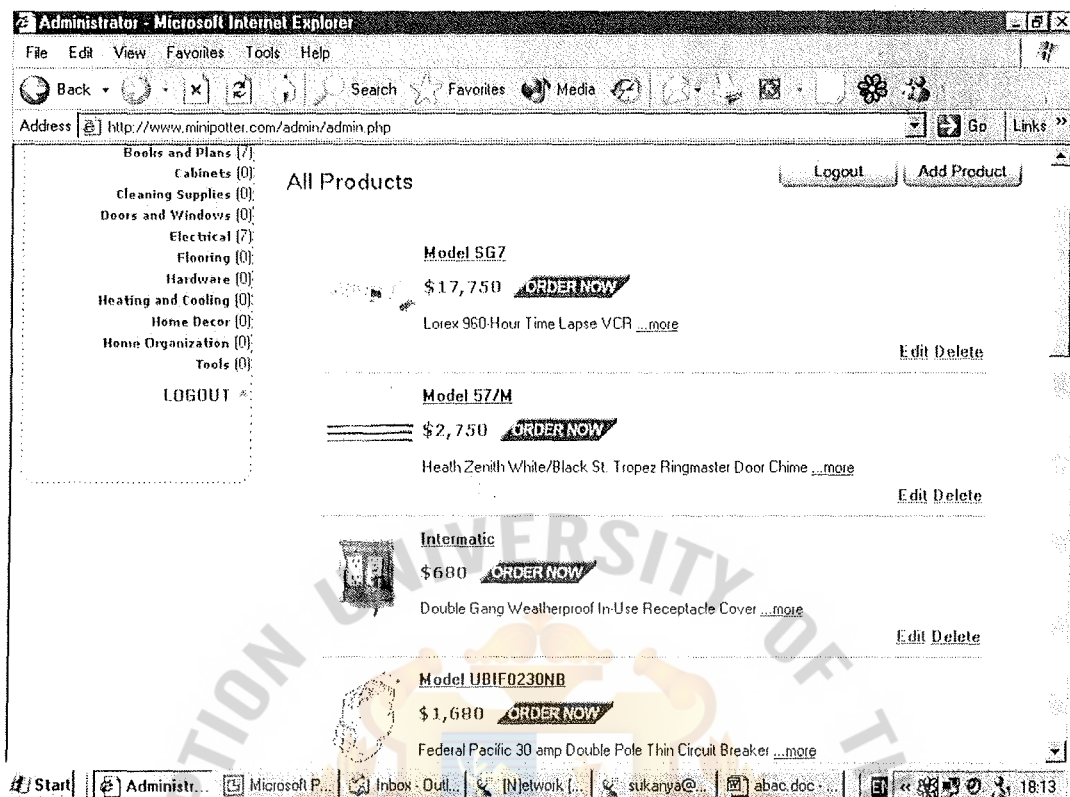 Administrator - Microsoft Internet Explorer
File Edit View Favorites Tools Help
Back Search Favorites Media
Address http://www.minipotter.com/admin/admin.php Go Links »
Books and Plans (7)
Cabinets (0)
Cleaning Supplies (0)
Doors and Windows (0)
Electrical (7)
Flooring (0)
Hardware (0)
Heating and Cooling (0)
Home Decor (0)
Home Organization (0)
Tools (0)
LOGOUT
All Products
Logout Add Product
Model SG7
$17,750 ORDER NOW
Lorex 960-Hour Time Lapse VCR ...more
Edit Delete
Model 57/M
$2,750 ORDER NOW
Heath Zenith White/Black St. Tropez Ringmaster Door Chime ...more
Edit Delete
Intermatic
$680 ORDER NOW
Double Gang Weatherproof In-Use Receptacle Cover ...more
Edit Delete
Model UBIF0230NB
$1,680 ORDER NOW
Federal Pacific 30 amp Double Pole Thin Circuit Breaker ...more
UNIVERSITY OF
Start Administr... Microsoft P... Inbox - Outl... [N]etwork (... sukanya@... abac.doc - ... « 18:13